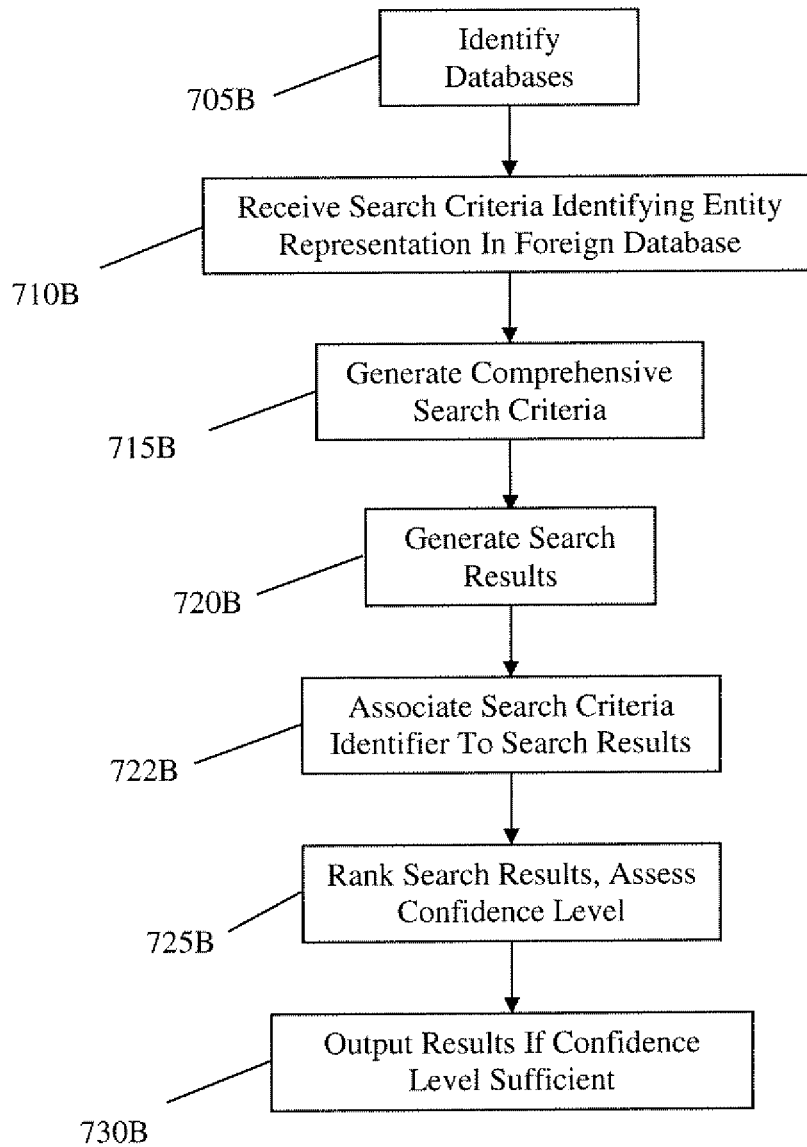 Identify
Databases
705B
Receive Search Criteria Identifying Entity
Representation In Foreign Database
710B
Generate Comprehensive
Search Criteria
715B
Generate Search
Results
720B
Associate Search Criteria
Identifier To Search Results
722B
Rank Search Results, Assess
Confidence Level
725B
Output Results If Confidence
Level Sufficient
730B